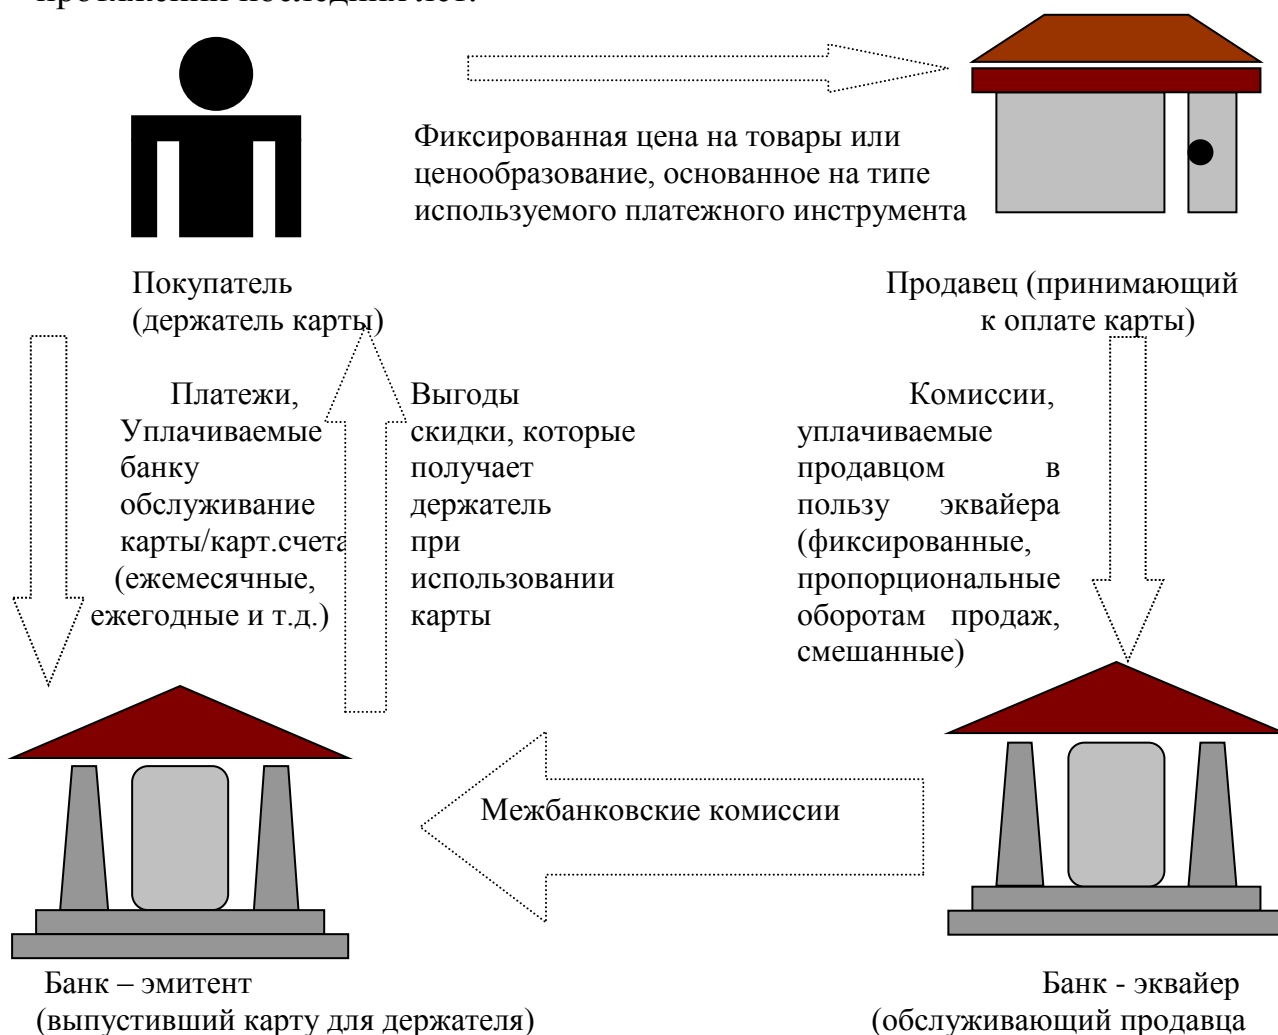 протяжении последних лет.
Фиксированная цена на товары или
ценообразование, основанное на типе
используемого платежного инструмента
Покупатель
(держатель карты)
Продавец (принимающий
к оплате карты)
Платежи,
Уплачиваемые
банку
обслуживание
карты/карт.счета
(ежемесячные,
ежегодные и т.д.)
Выгоды
скидки, которые
получает
держатель
при
использовании
карты
Комиссии,
уплачиваемые
продавцом в
пользу эквайера
(фиксированные,
пропорциональные
оборотам продаж,
смешанные)
Межбанковские комиссии
Банк – эмитент
(выпустивший карту для держателя)
Банк - эквайер
(обслуживающий продавца